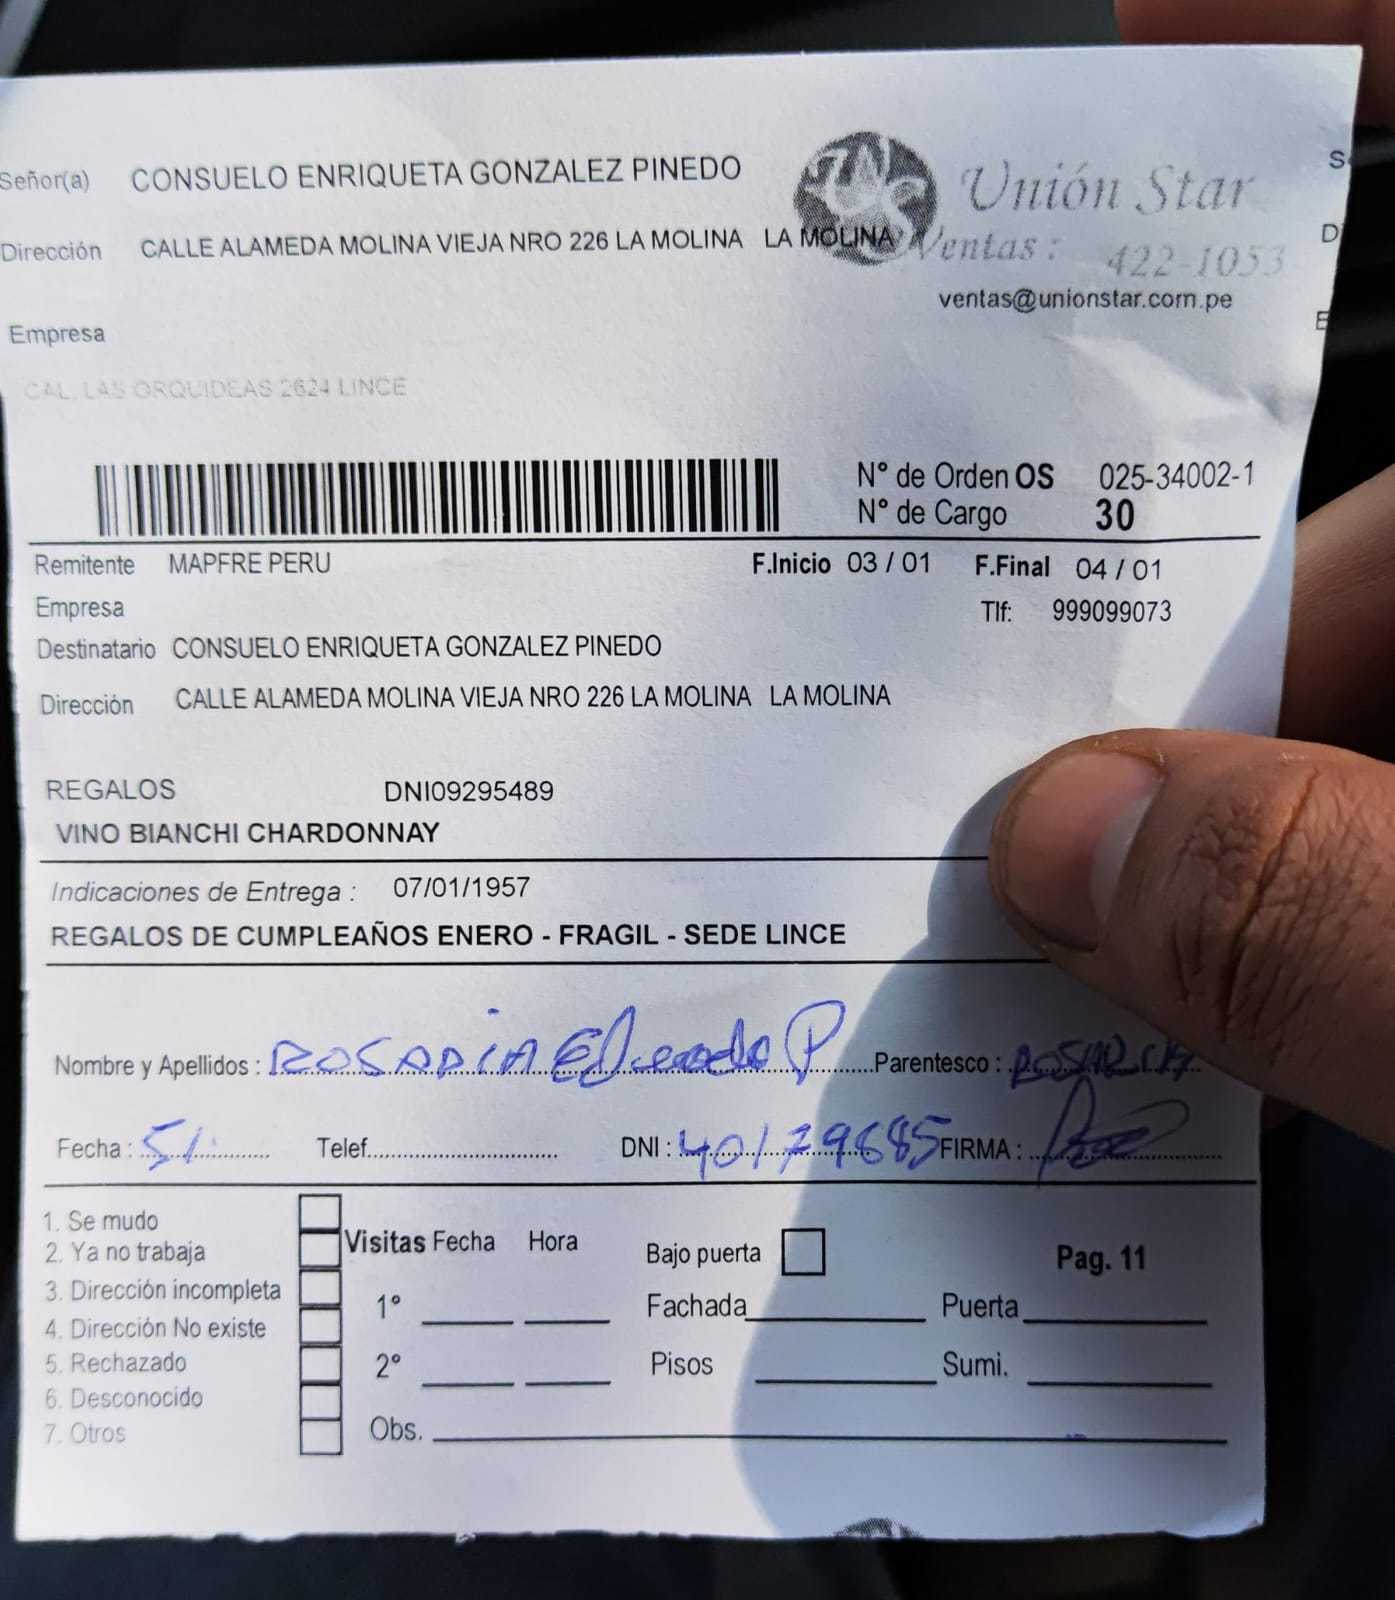 Señor(a) CONSUELO ENRIQUETA GONZALEZ PINEDO
Unión Star
Dirección CALLE ALAMEDA MOLINA VIEJA NRO 226 LA MOLINA LA MOLINA
Ventas: 422-1053
ventas@unionstar.com.pe
Empresa
CAL. LAS ORQUIDEAS 2624 LINCE
N° de Orden OS 025-34002-1
N° de Cargo 30
Remitente MAPFRE PERU F.Inicio 03 / 01 F.Final 04 / 01
Empresa Tlf: 999099073
Destinatario CONSUELO ENRIQUETA GONZALEZ PINEDO
Dirección CALLE ALAMEDA MOLINA VIEJA NRO 226 LA MOLINA LA MOLINA
REGALOS DNI09295489
VINO BIANCHI CHARDONNAY
Indicaciones de Entrega : 07/01/1957
REGALOS DE CUMPLEAÑOS ENERO - FRAGIL - SEDE LINCE
Nombre y Apellidos : P Parentesco :
Fecha : 5/ Telef. DNI : 40179685 FIRMA :
1. Se mudo
2. Ya no trabaja
3. Dirección incompleta
4. Dirección No existe
5. Rechazado
6. Desconocido
7. Otros
Visitas Fecha Hora Bajo puerta Pag. 11
1° Fachada Puerta
2° Pisos Sumi.
Obs.